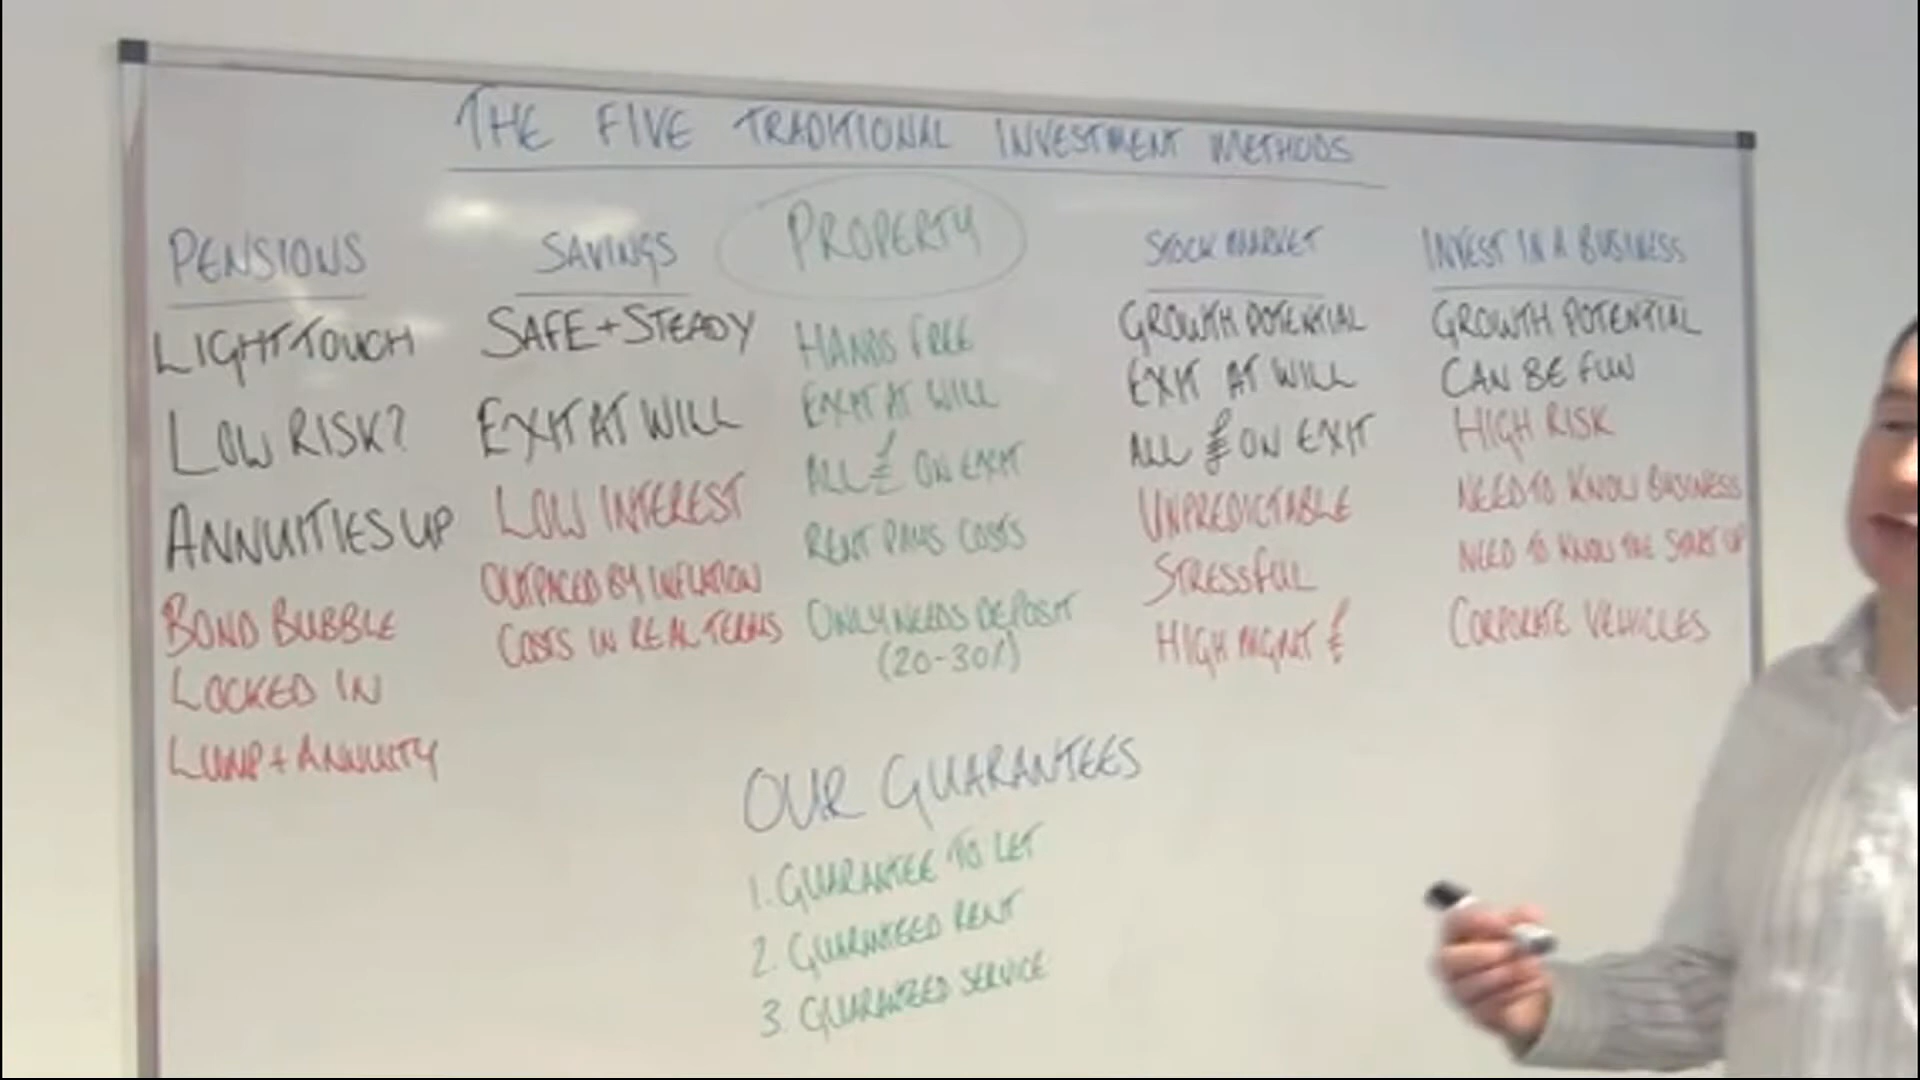 THE FIVE TRADITIONAL INVESTMENT METHODS
PENSIONS
LIGHT TOUCH
LOW RISK?
ANNUITIES UP
BOND BUBBLE
LOCKED IN
LUMP + ANNUITY
SAVINGS
SAFE + STEADY
EXIT AT WILL
LOW INTEREST
OUTPACED BY INFLATION
COSTS IN REAL TERMS
PROPERTY
HANDS FREE
EXIT AT WILL
ALL £ ON EXIT
RENT PAYS COSTS
ONLY NEEDS DEPOSIT
(20-30%)
STOCK MARKET
GROWTH POTENTIAL
EXIT AT WILL
ALL £ ON EXIT
UNPREDICTABLE
STRESSFUL
HIGH MGMT £
INVEST IN A BUSINESS
GROWTH POTENTIAL
CAN BE FUN
HIGH RISK
NEED TO KNOW BUSINESS
NEED TO KNOW THE START UP
CORPORATE VEHICLES
OUR GUARANTEES
1. GUARANTEE TO LET
2. GUARANTEED RENT
3. GUARANTEED SERVICE